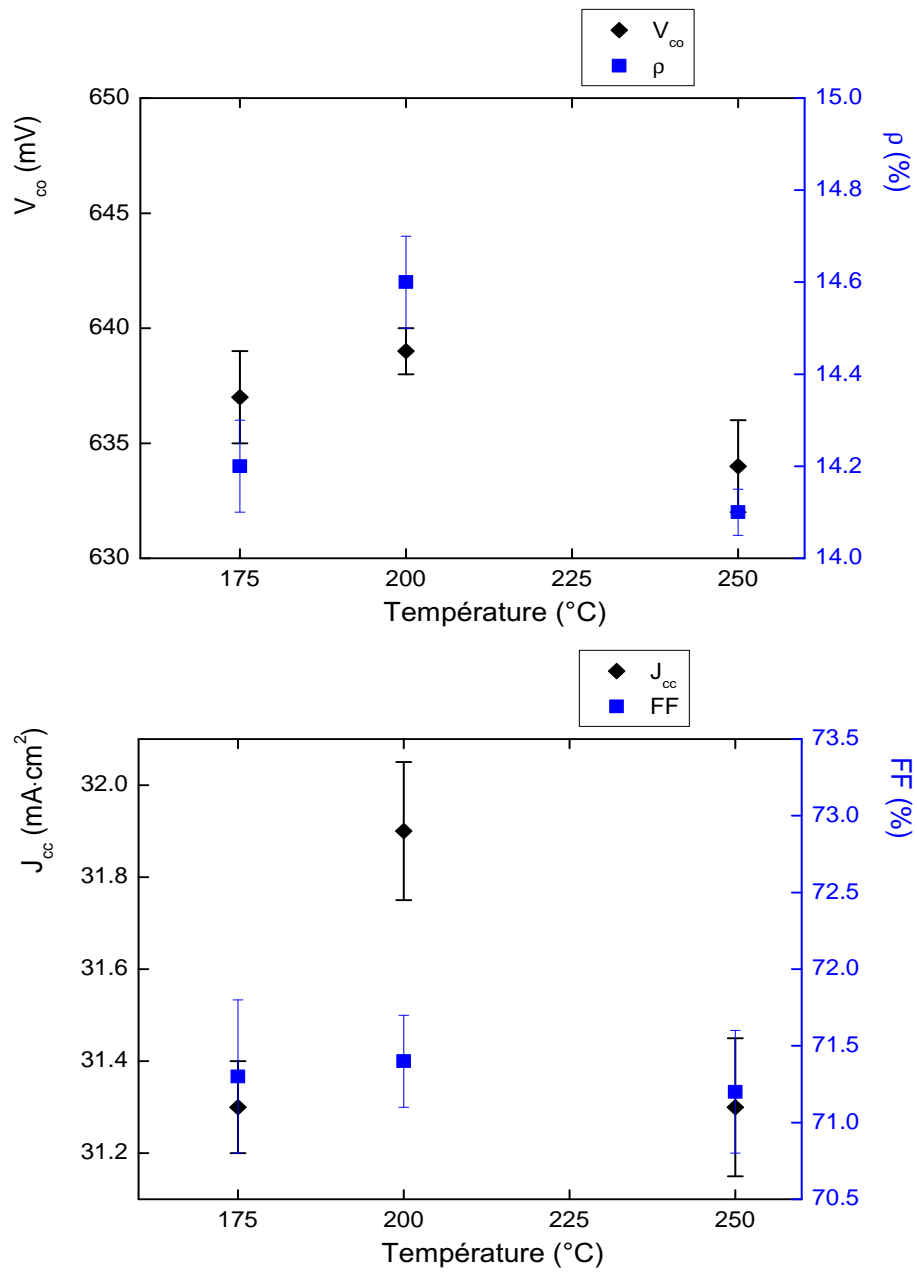 V_co
ρ
650
645
640
635
630
V_co (mV)
15.0
14.8
14.6
14.4
14.2
14.0
ρ (%)
175 200 225 250
Température (°C)
J_cc
FF
32.0
31.8
31.6
31.4
31.2
J_cc (mA·cm²)
73.5
73.0
72.5
72.0
71.5
71.0
70.5
FF (%)
175 200 225 250
Température (°C)